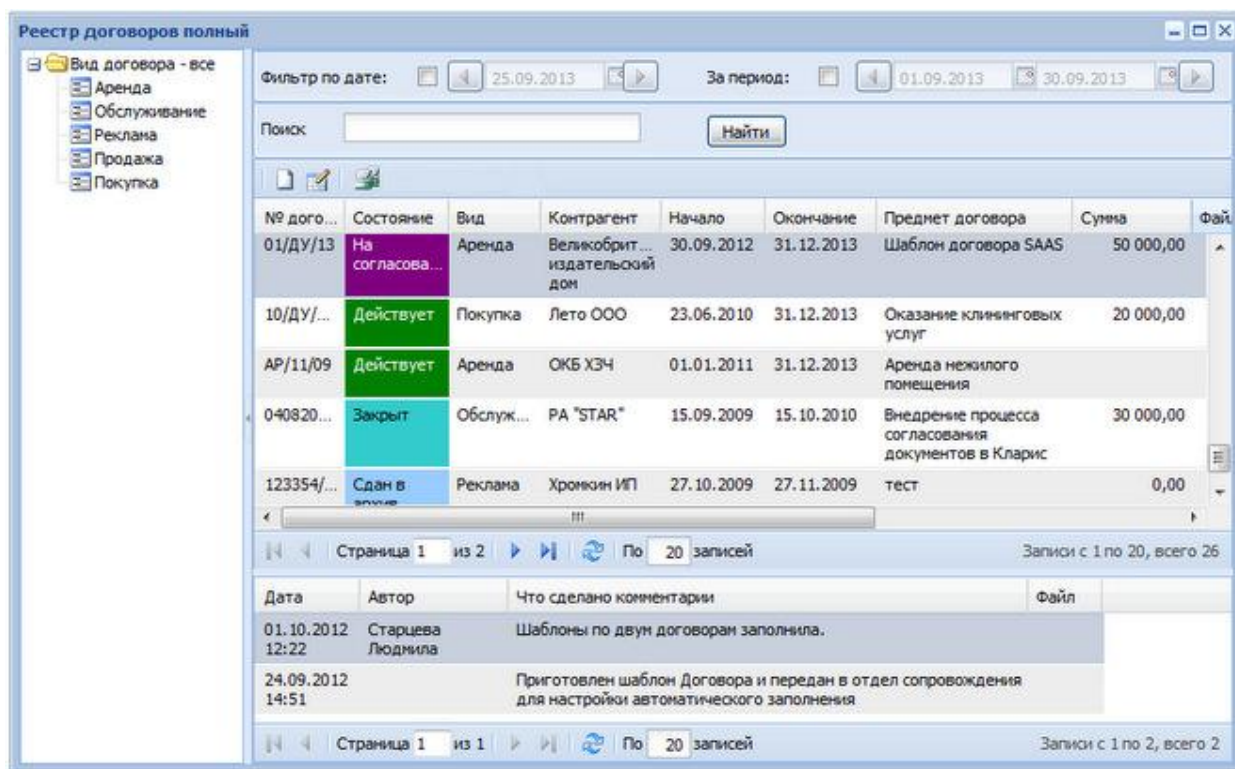 Реестр договоров полный
Вид договора - все
Аренда
Обслуживание
Реклама
Продажа
Покупка
Фильтр по дате: 25.09.2013 За период: 01.09.2013 30.09.2013
Поиск Найти
№ дого... Состояние Вид Контрагент Начало Окончание Предмет договора Сумма Фай
01/ДУ/13 На Аренда Великобрит... 30.09.2012 31.12.2013 Шаблон договора SAAS 50 000,00
согласова... издательский
дом
10/ДУ/... Действует Покупка Лето ООО 23.06.2010 31.12.2013 Оказание клининговых 20 000,00
услуг
АР/11/09 Действует Аренда ОКБ ХЗЧ 01.01.2011 31.12.2013 Аренда нежилого
помещения
040820... Закрыт Обслуж... РА "STAR" 15.09.2009 15.10.2010 Внедрение процесса 30 000,00
согласования
документов в Кларис
123354/... Сдан в Реклама Хромкин ИП 27.10.2009 27.11.2009 тест 0,00
архив
Страница 1 из 2 По 20 записей Записи с 1 по 20, всего 26
Дата Автор Что сделано комментарии Файл
01.10.2012 Старцева Шаблоны по двум договорам заполнила.
12:22 Людмила
24.09.2012 Приготовлен шаблон Договора и передан в отдел сопровождения
14:51 для настройки автоматического заполнения
Страница 1 из 1 По 20 записей Записи с 1 по 2, всего 2